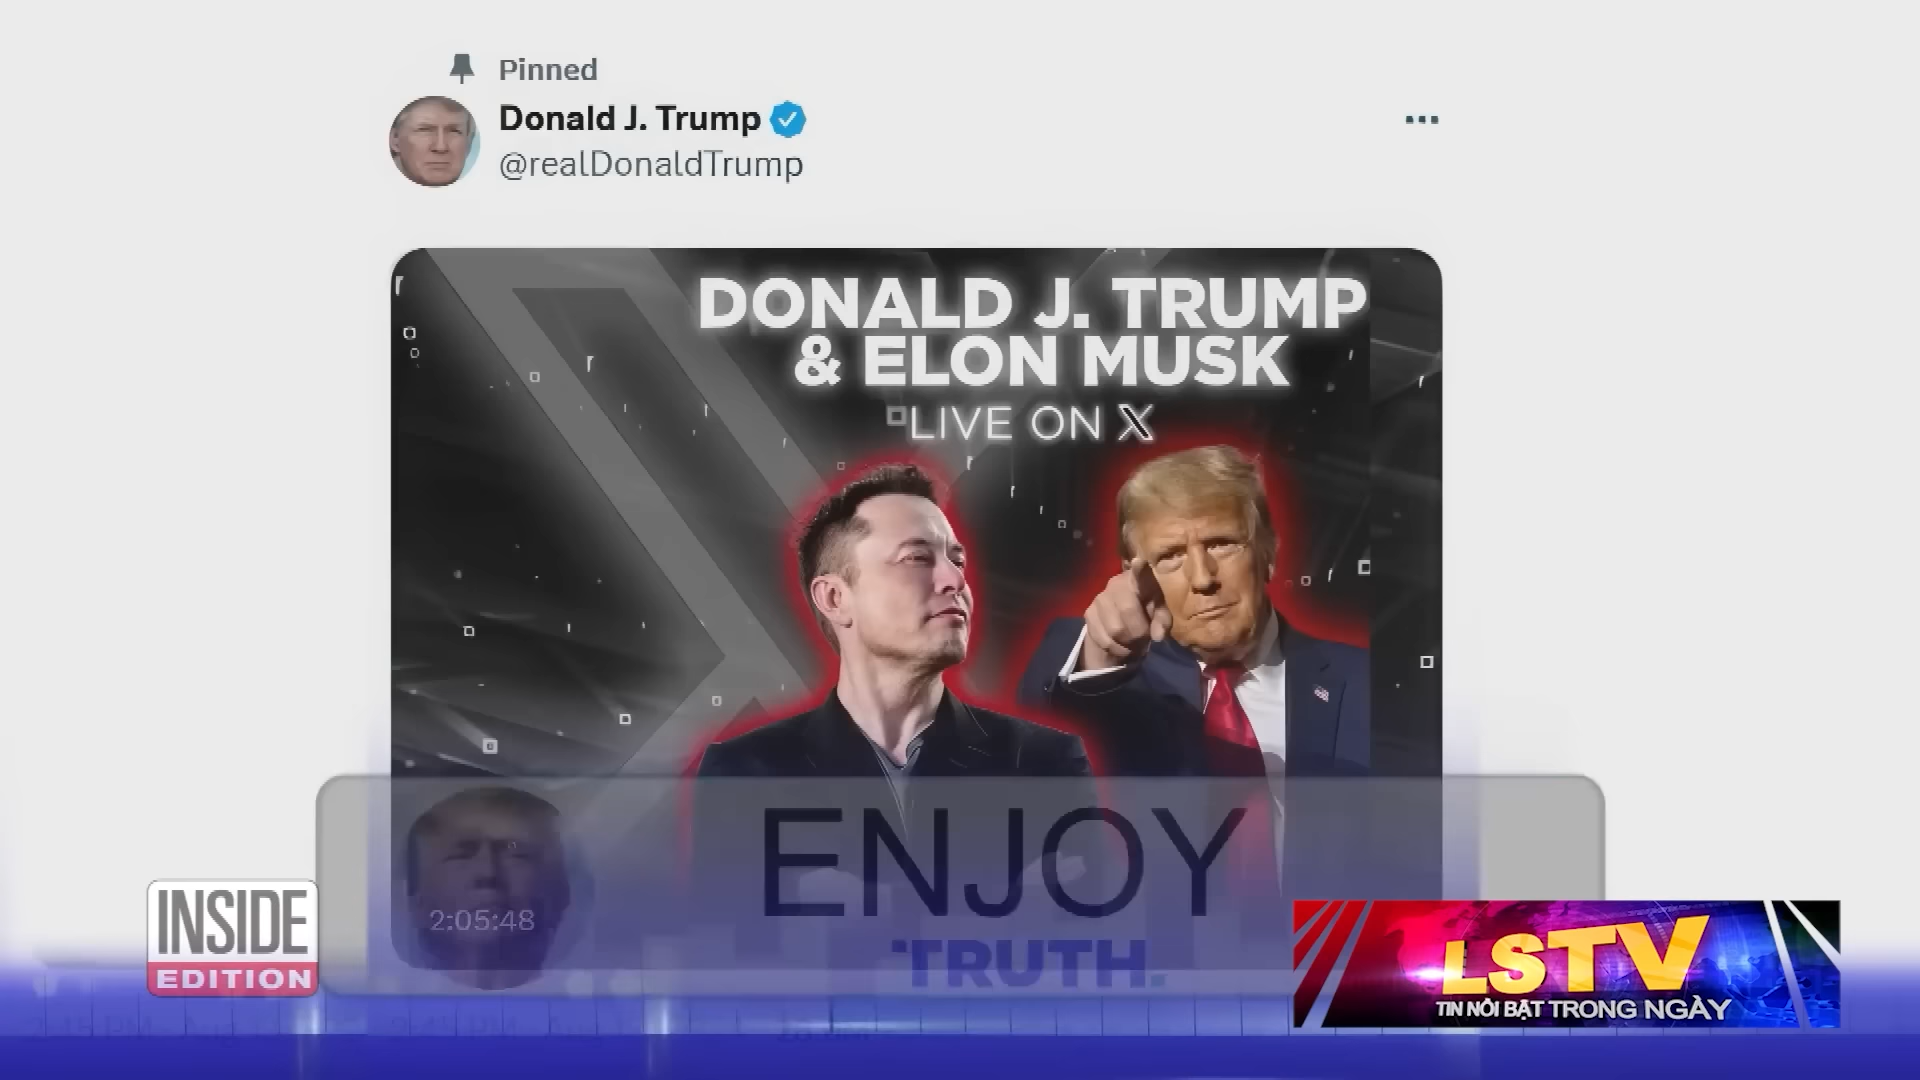 Pinned
Donald J. Trump
@realDonaldTrump
DONALD J. TRUMP
& ELON MUSK
LIVE ON X
ENJOY
2:05:48
TRUTH.
INSIDE
EDITION
LSTV
TIN NỔI BẬT TRONG NGÀY